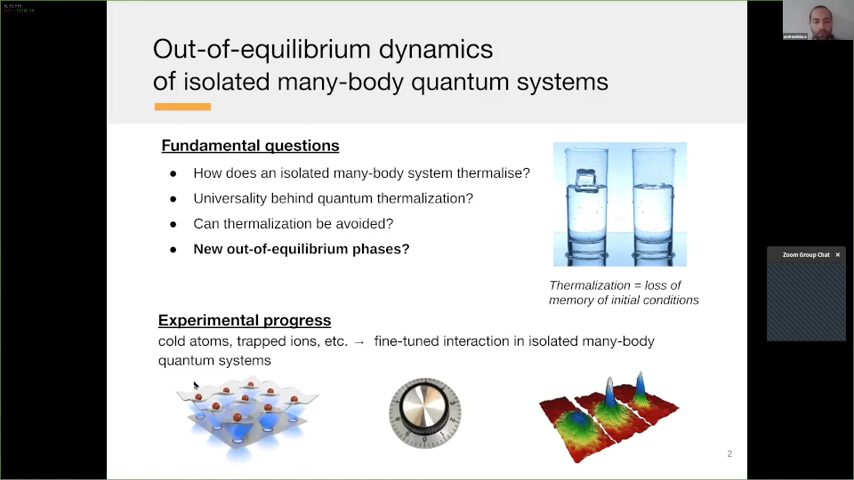 Out-of-equilibrium dynamics
of isolated many-body quantum systems
Fundamental questions
● How does an isolated many-body system thermalise?
● Universality behind quantum thermalization?
● Can thermalization be avoided?
● New out-of-equilibrium phases?
Thermalization = loss of
memory of initial conditions
Experimental progress
cold atoms, trapped ions, etc. → fine-tuned interaction in isolated many-body
quantum systems
2
Zoom Group Chat